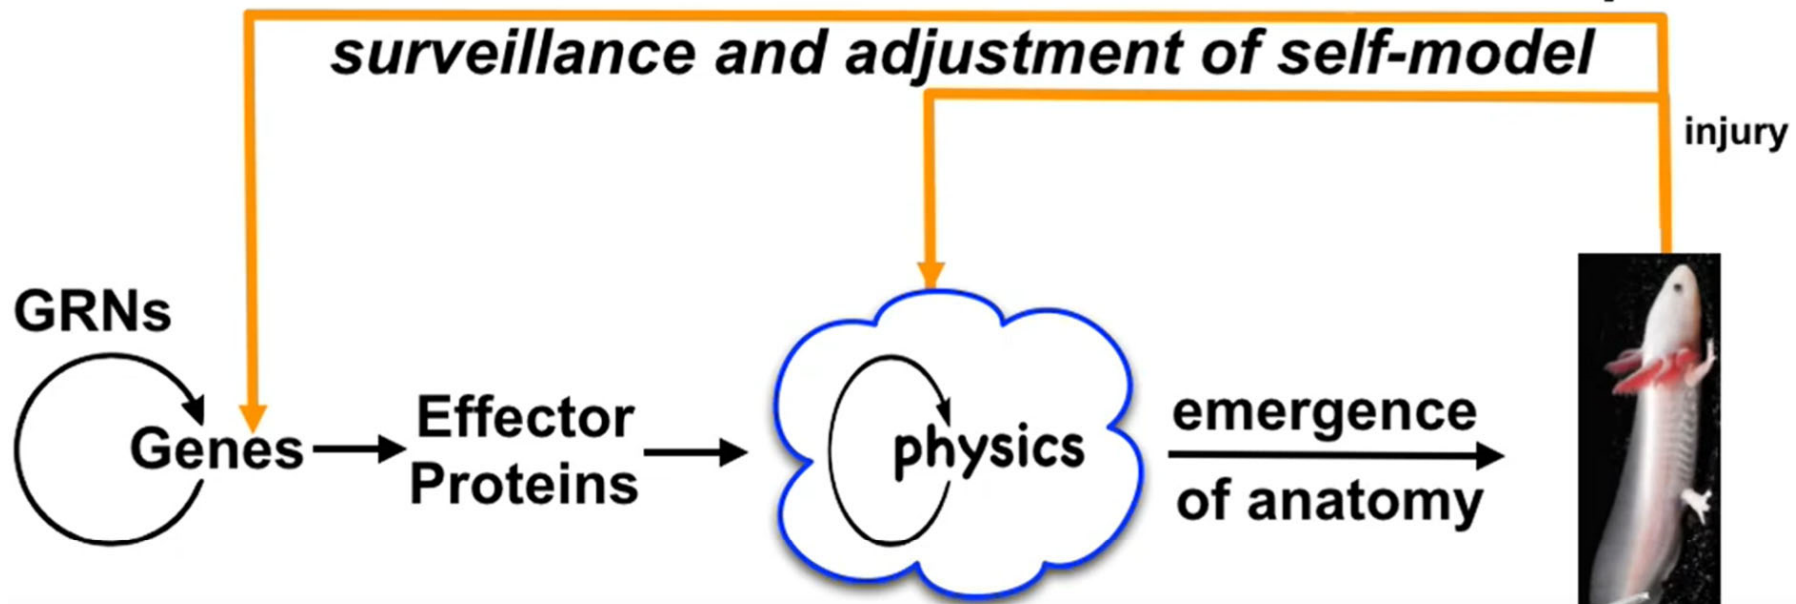 surveillance and adjustment of self-model
injury
GRNs
Genes
Effector
Proteins
physics
emergence
of anatomy